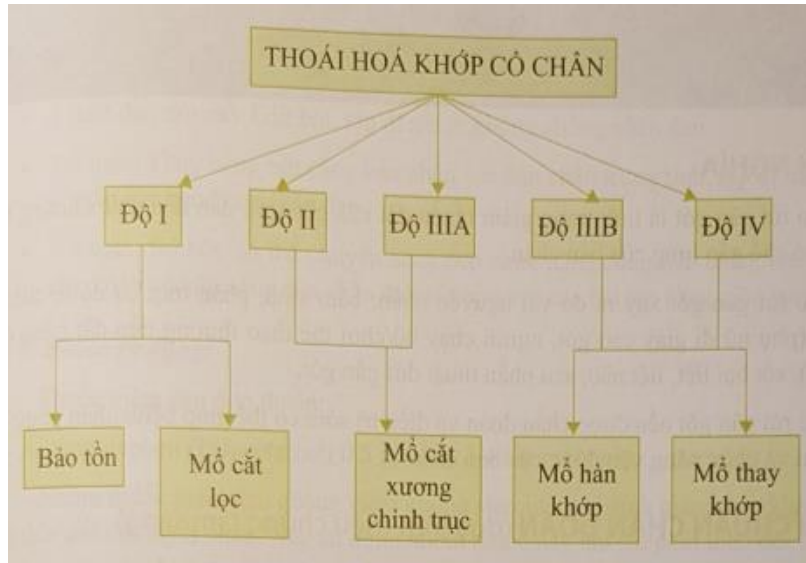 THOÁI HOÁ KHỚP CỔ CHÂN
Độ I
Độ II
Độ IIIA
Độ IIIB
Độ IV
Bảo tồn
Mổ cắt
lọc
Mổ cắt
xương
chỉnh trục
Mổ hàn
khớp
Mổ thay
khớp